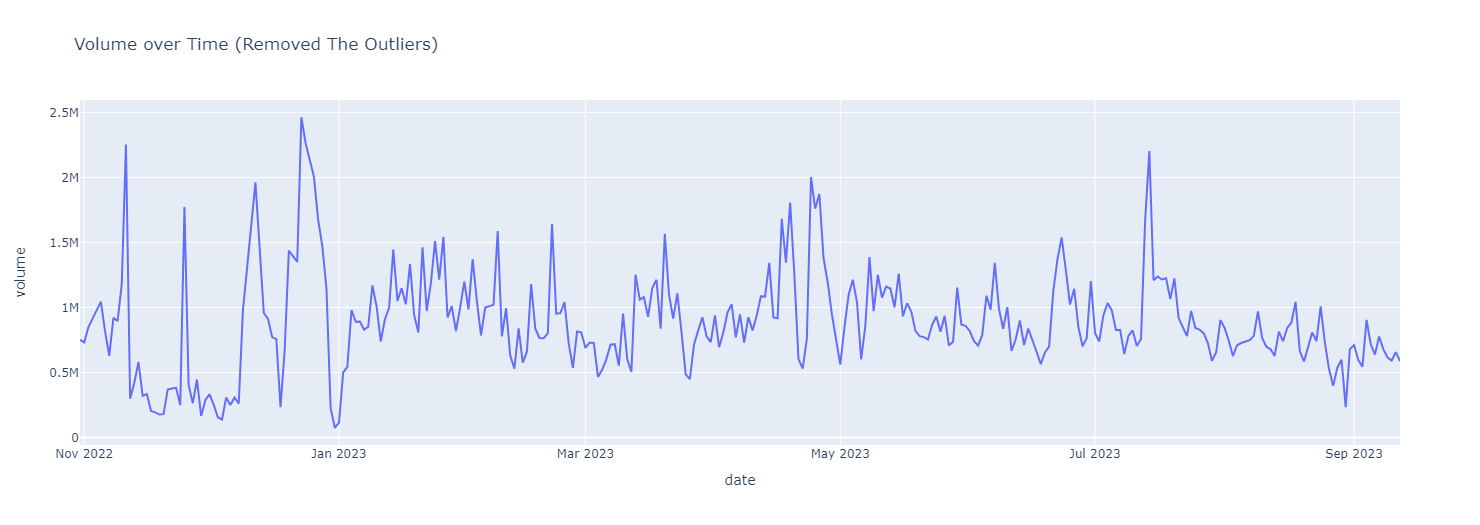 Volume over Time (Removed The Outliers)
2.5M
2M
1.5M
1M
0.5M
0
volume
Nov 2022 Jan 2023 Mar 2023 May 2023 Jul 2023 Sep 2023
date